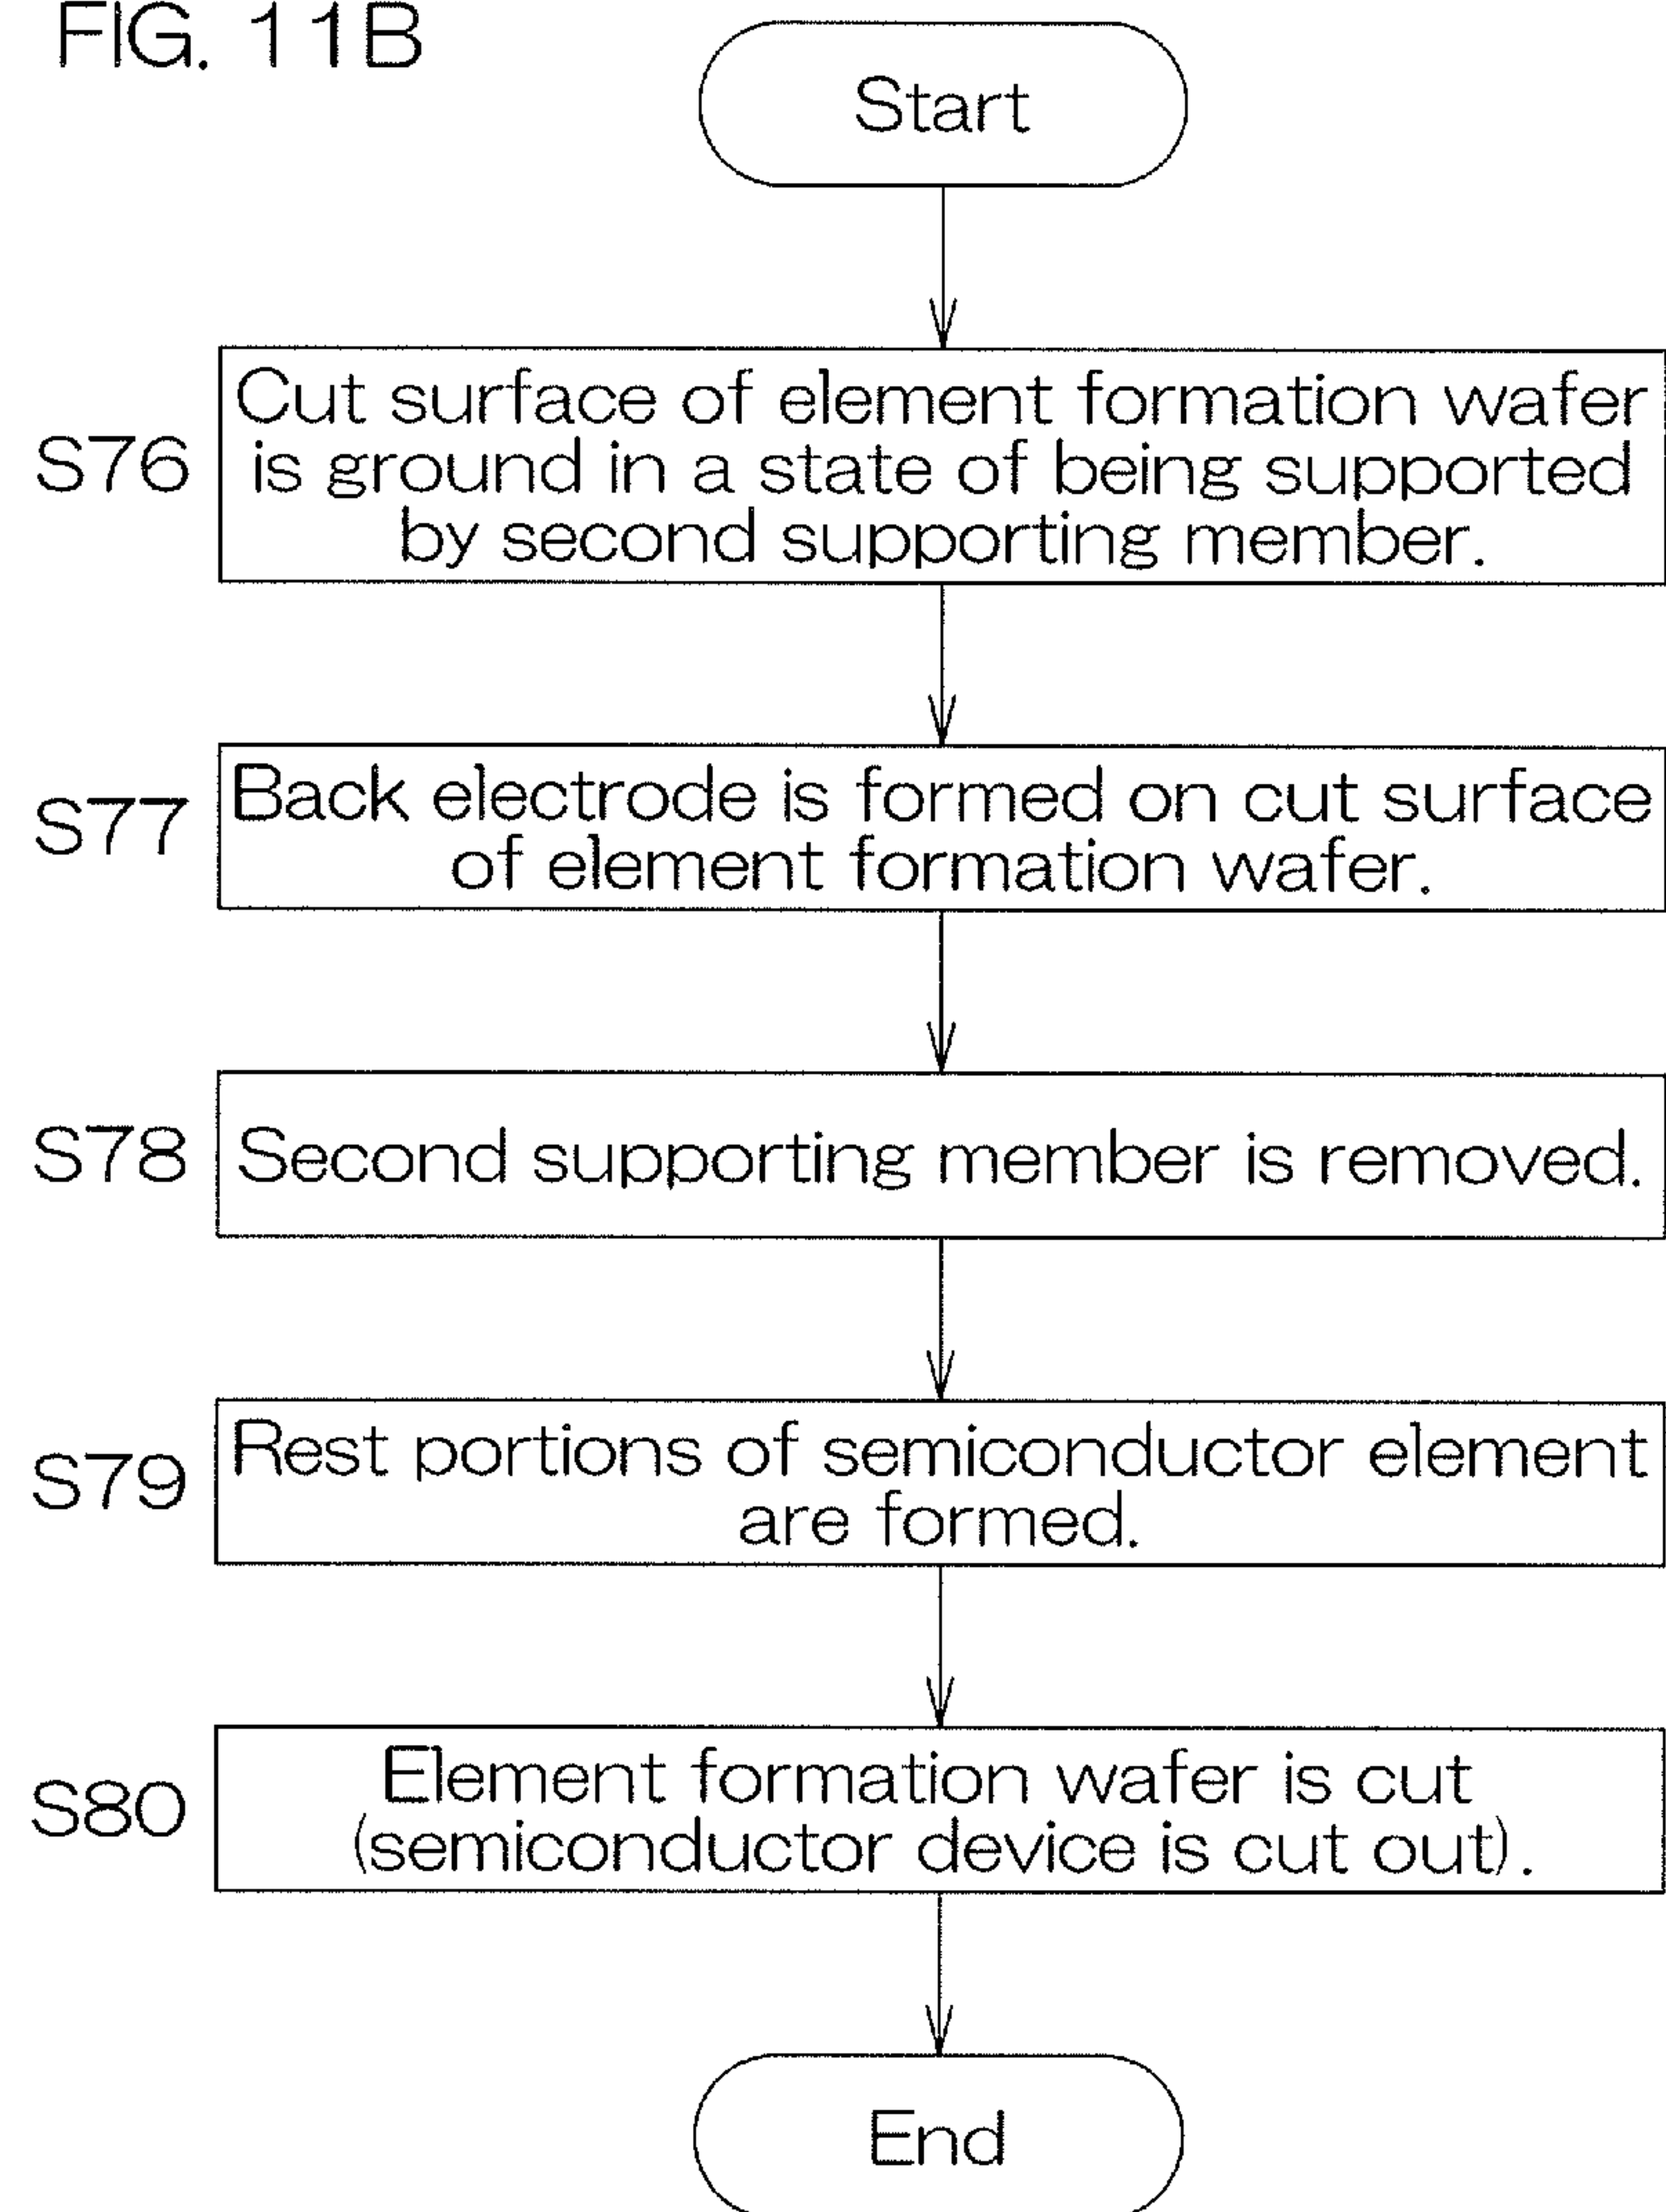 FIG. 11B
Start
S76
Cut surface of element formation wafer
is ground in a state of being supported
by second supporting member.
S77
Back electrode is formed on cut surface
of element formation wafer.
S78
Second supporting member is removed.
S79
Rest portions of semiconductor element
are formed.
S80
Element formation wafer is cut
(semiconductor device is cut out).
End